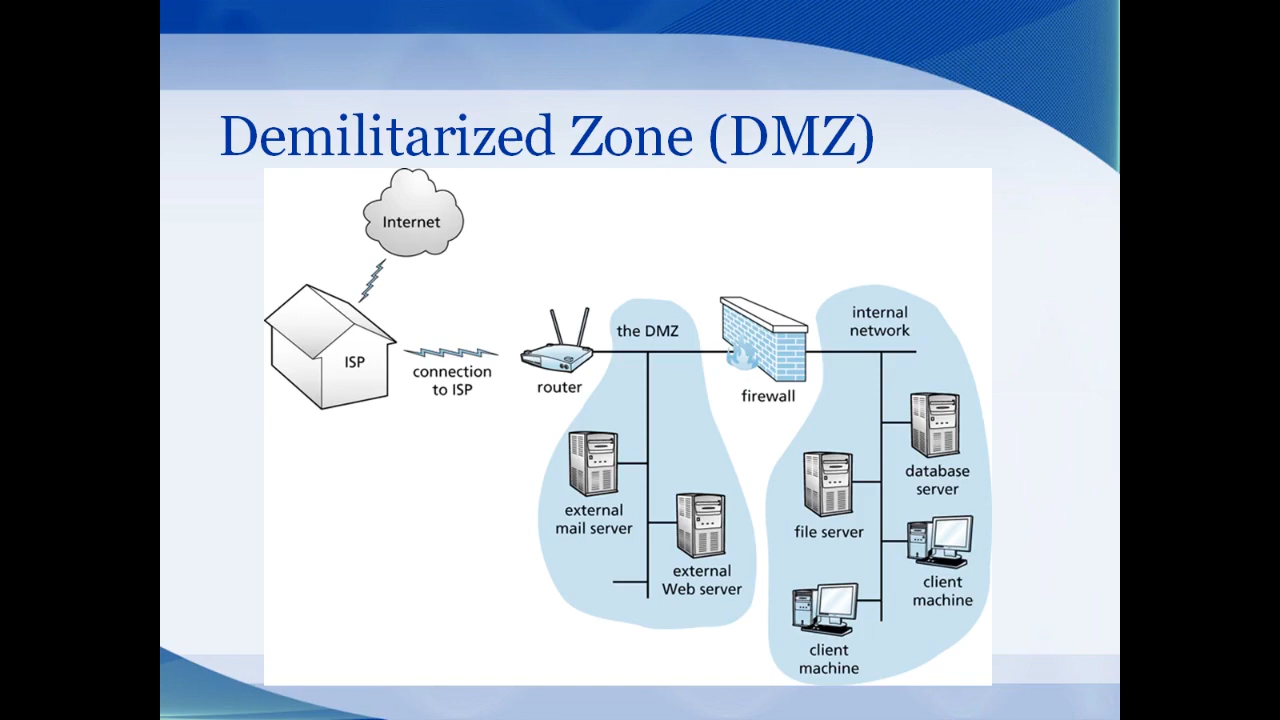 Demilitarized Zone (DMZ)
Internet
ISP
connection
to ISP
router
the DMZ
firewall
internal
network
external
mail server
external
Web server
database
server
file server
client
machine
client
machine